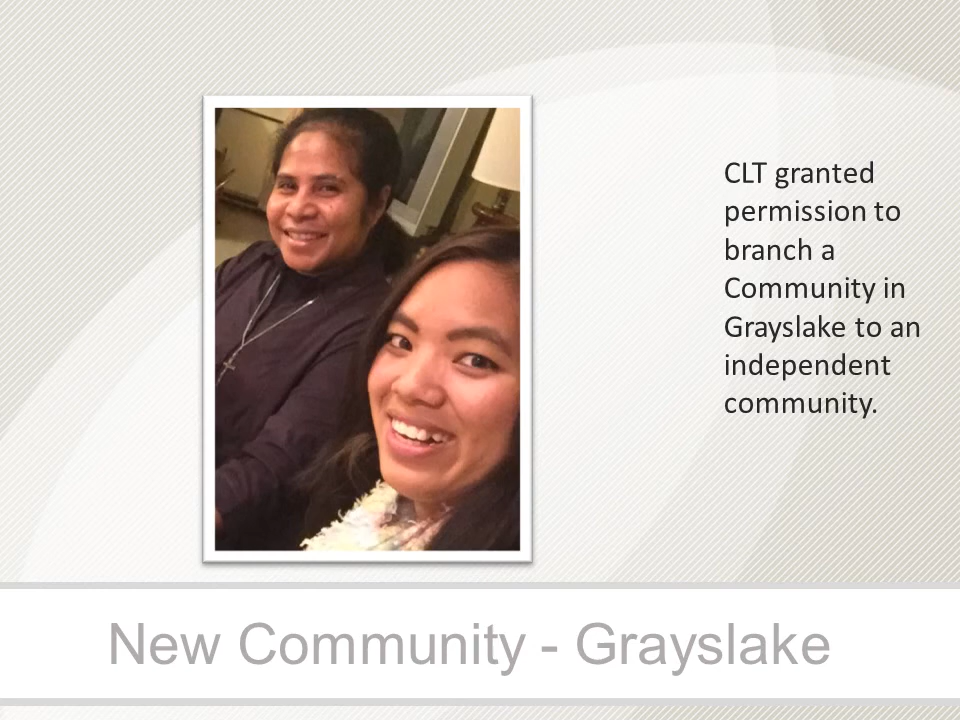 CLT granted
permission to
branch a
Community in
Grayslake to an
independent
community.
New Community - Grayslake